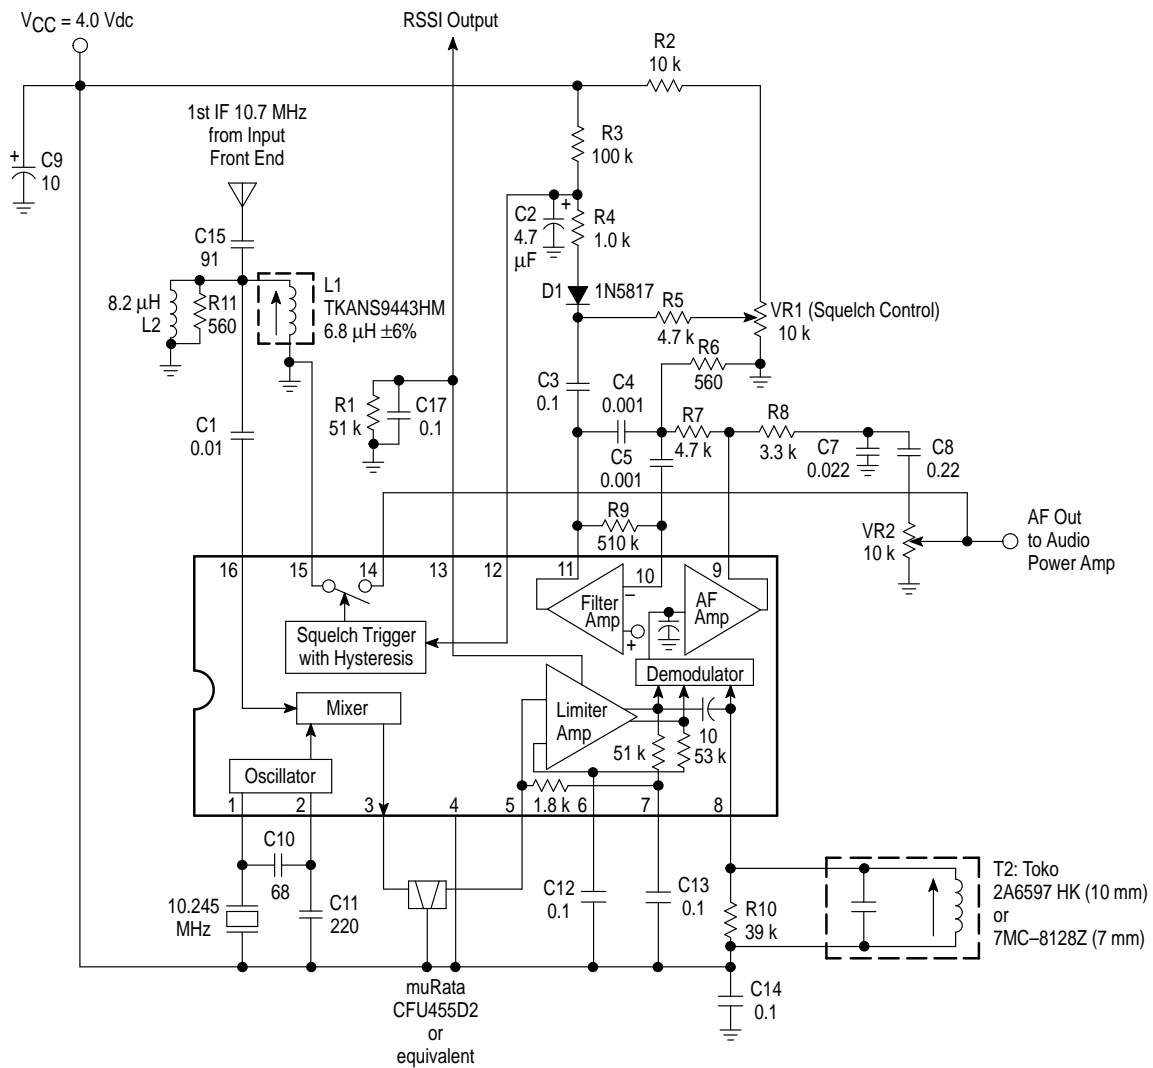 VCC = 4.0 Vdc
RSSI Output
R2
10 k
1st IF 10.7 MHz
from Input
Front End
R3
100 k
+
C9
10
C2
4.7
µF
+
R4
1.0 k
C15
91
8.2 µH
L2
R11
560
L1
TKANS9443HM
6.8 µH ±6%
D1
1N5817
R5
4.7 k
VR1 (Squelch Control)
10 k
R6
560
C3
0.1
C4
0.001
R1
51 k
C17
0.1
C1
0.01
R7
4.7 k
R8
3.3 k
C5
0.001
C7
0.022
C8
0.22
R9
510 k
VR2
10 k
AF Out
to Audio
Power Amp
16
15
14
13
12
11
10
9
Filter
Amp
–
+
AF
Amp
Squelch Trigger
with Hysteresis
Demodulator
Mixer
Limiter
Amp
10
51 k
53 k
Oscillator
1.8 k
1
2
3
4
5
6
7
8
C10
68
10.245
MHz
C11
220
C12
0.1
C13
0.1
R10
39 k
T2: Toko
2A6597 HK (10 mm)
or
7MC–8128Z (7 mm)
muRata
CFU455D2
or
equivalent
C14
0.1